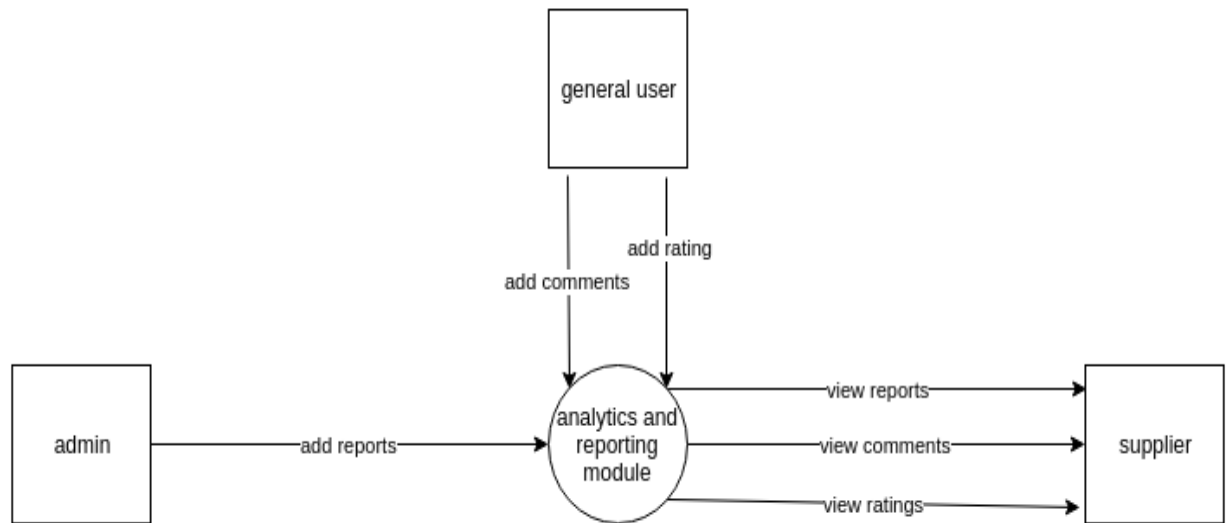 general user
add rating
add comments
view reports
analytics and
reporting
module
admin
add reports
view comments
supplier
view ratings